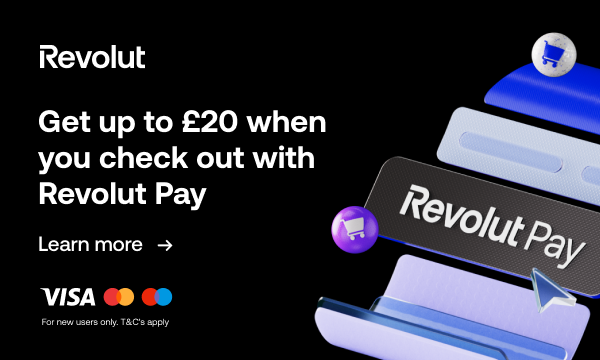 Revolut
Get up to £20 when
you check out with
Revolut Pay
Learn more →
VISA
For new users only. T&C's apply
Revolut Pay